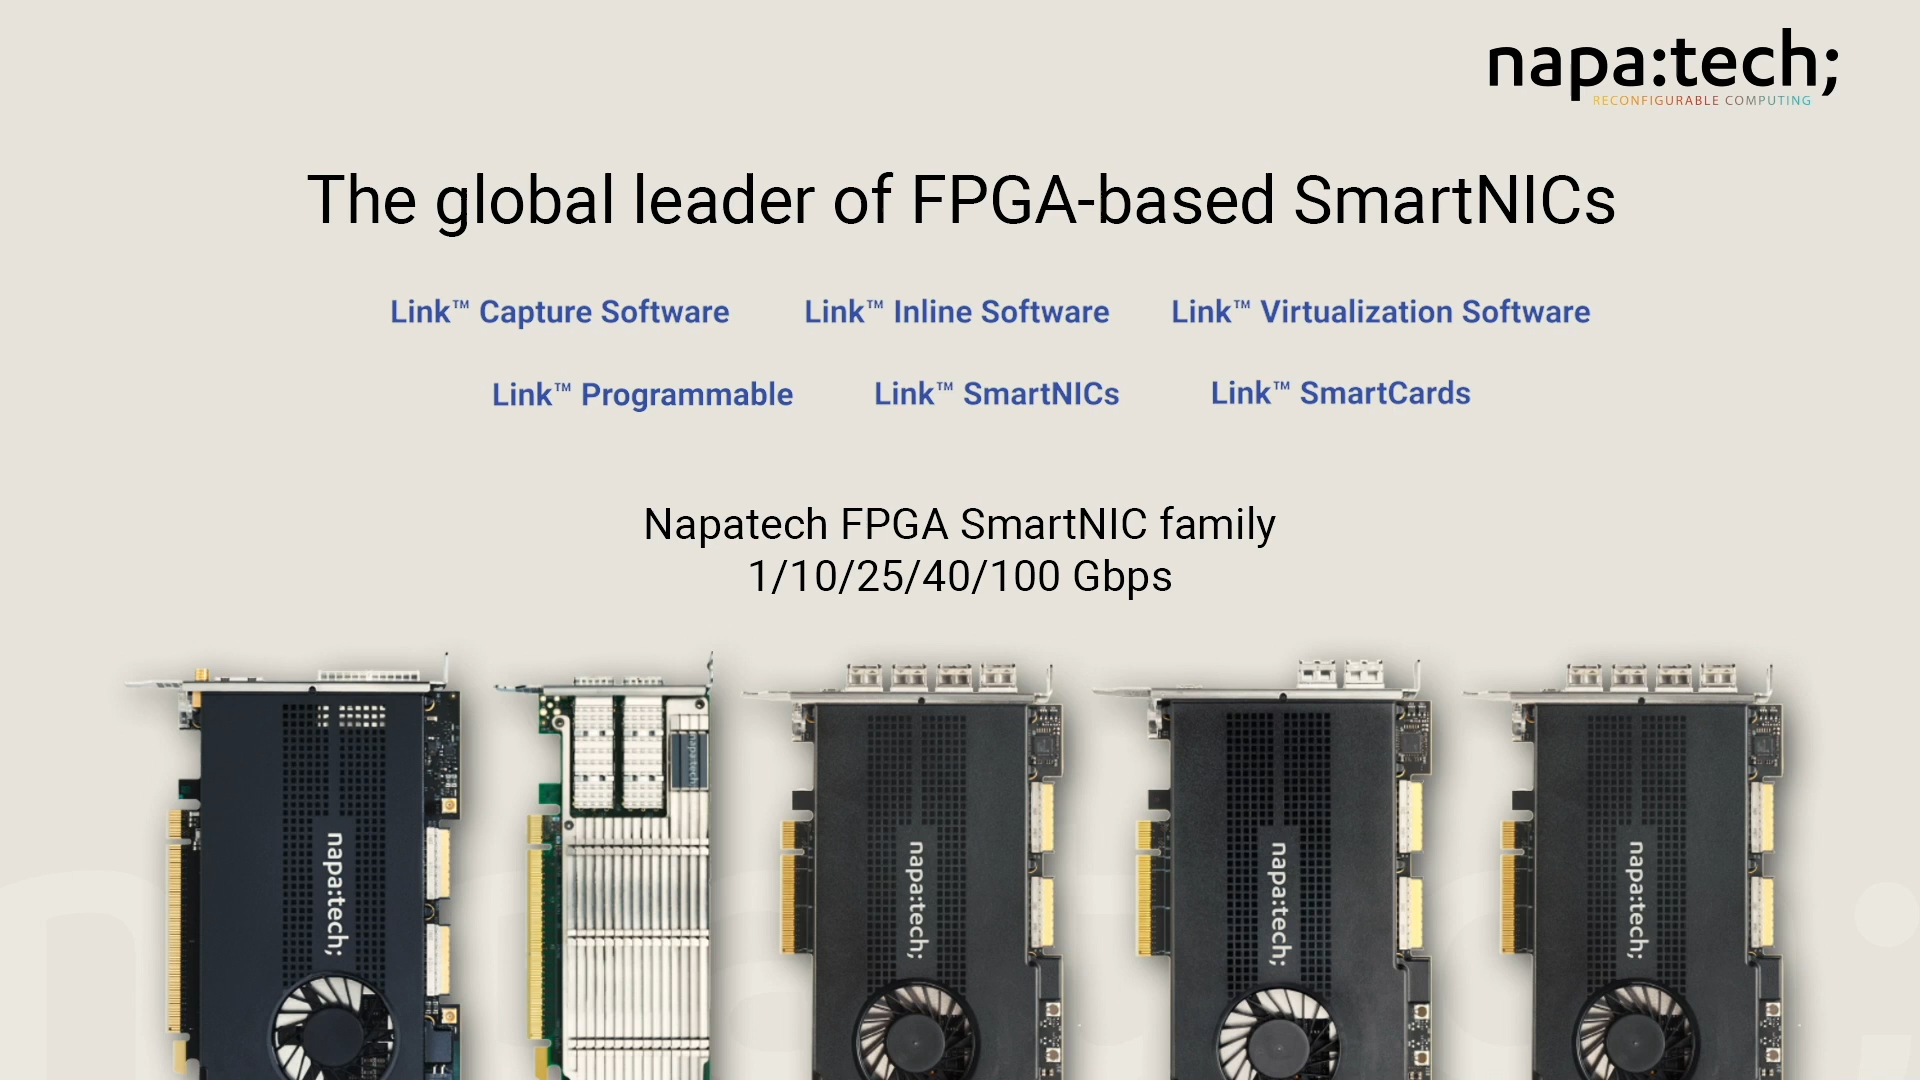 napa:tech;
RECONFIGURABLE COMPUTING
The global leader of FPGA-based SmartNICs
Link™ Capture Software Link™ Inline Software Link™ Virtualization Software
Link™ Programmable Link™ SmartNICs Link™ SmartCards
Napatech FPGA SmartNIC family
1/10/25/40/100 Gbps
napa:tech;
napa:tech;
napa:tech;
napa:tech;
napa:tech;